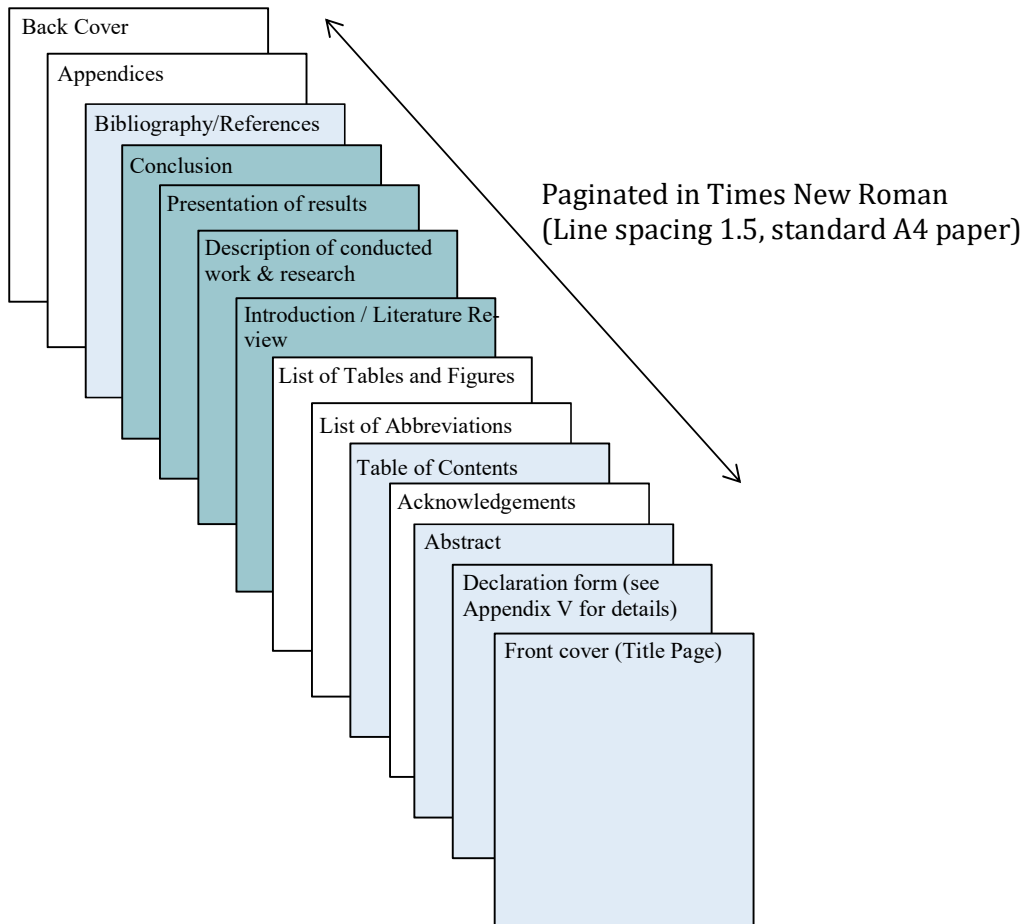 Back Cover
Appendices
Bibliography/References
Conclusion
Presentation of results
Description of conducted
work & research
Introduction / Literature Re-
view
List of Tables and Figures
List of Abbreviations
Table of Contents
Acknowledgements
Abstract
Declaration form (see
Appendix V for details)
Front cover (Title Page)
Paginated in Times New Roman
(Line spacing 1.5, standard A4 paper)